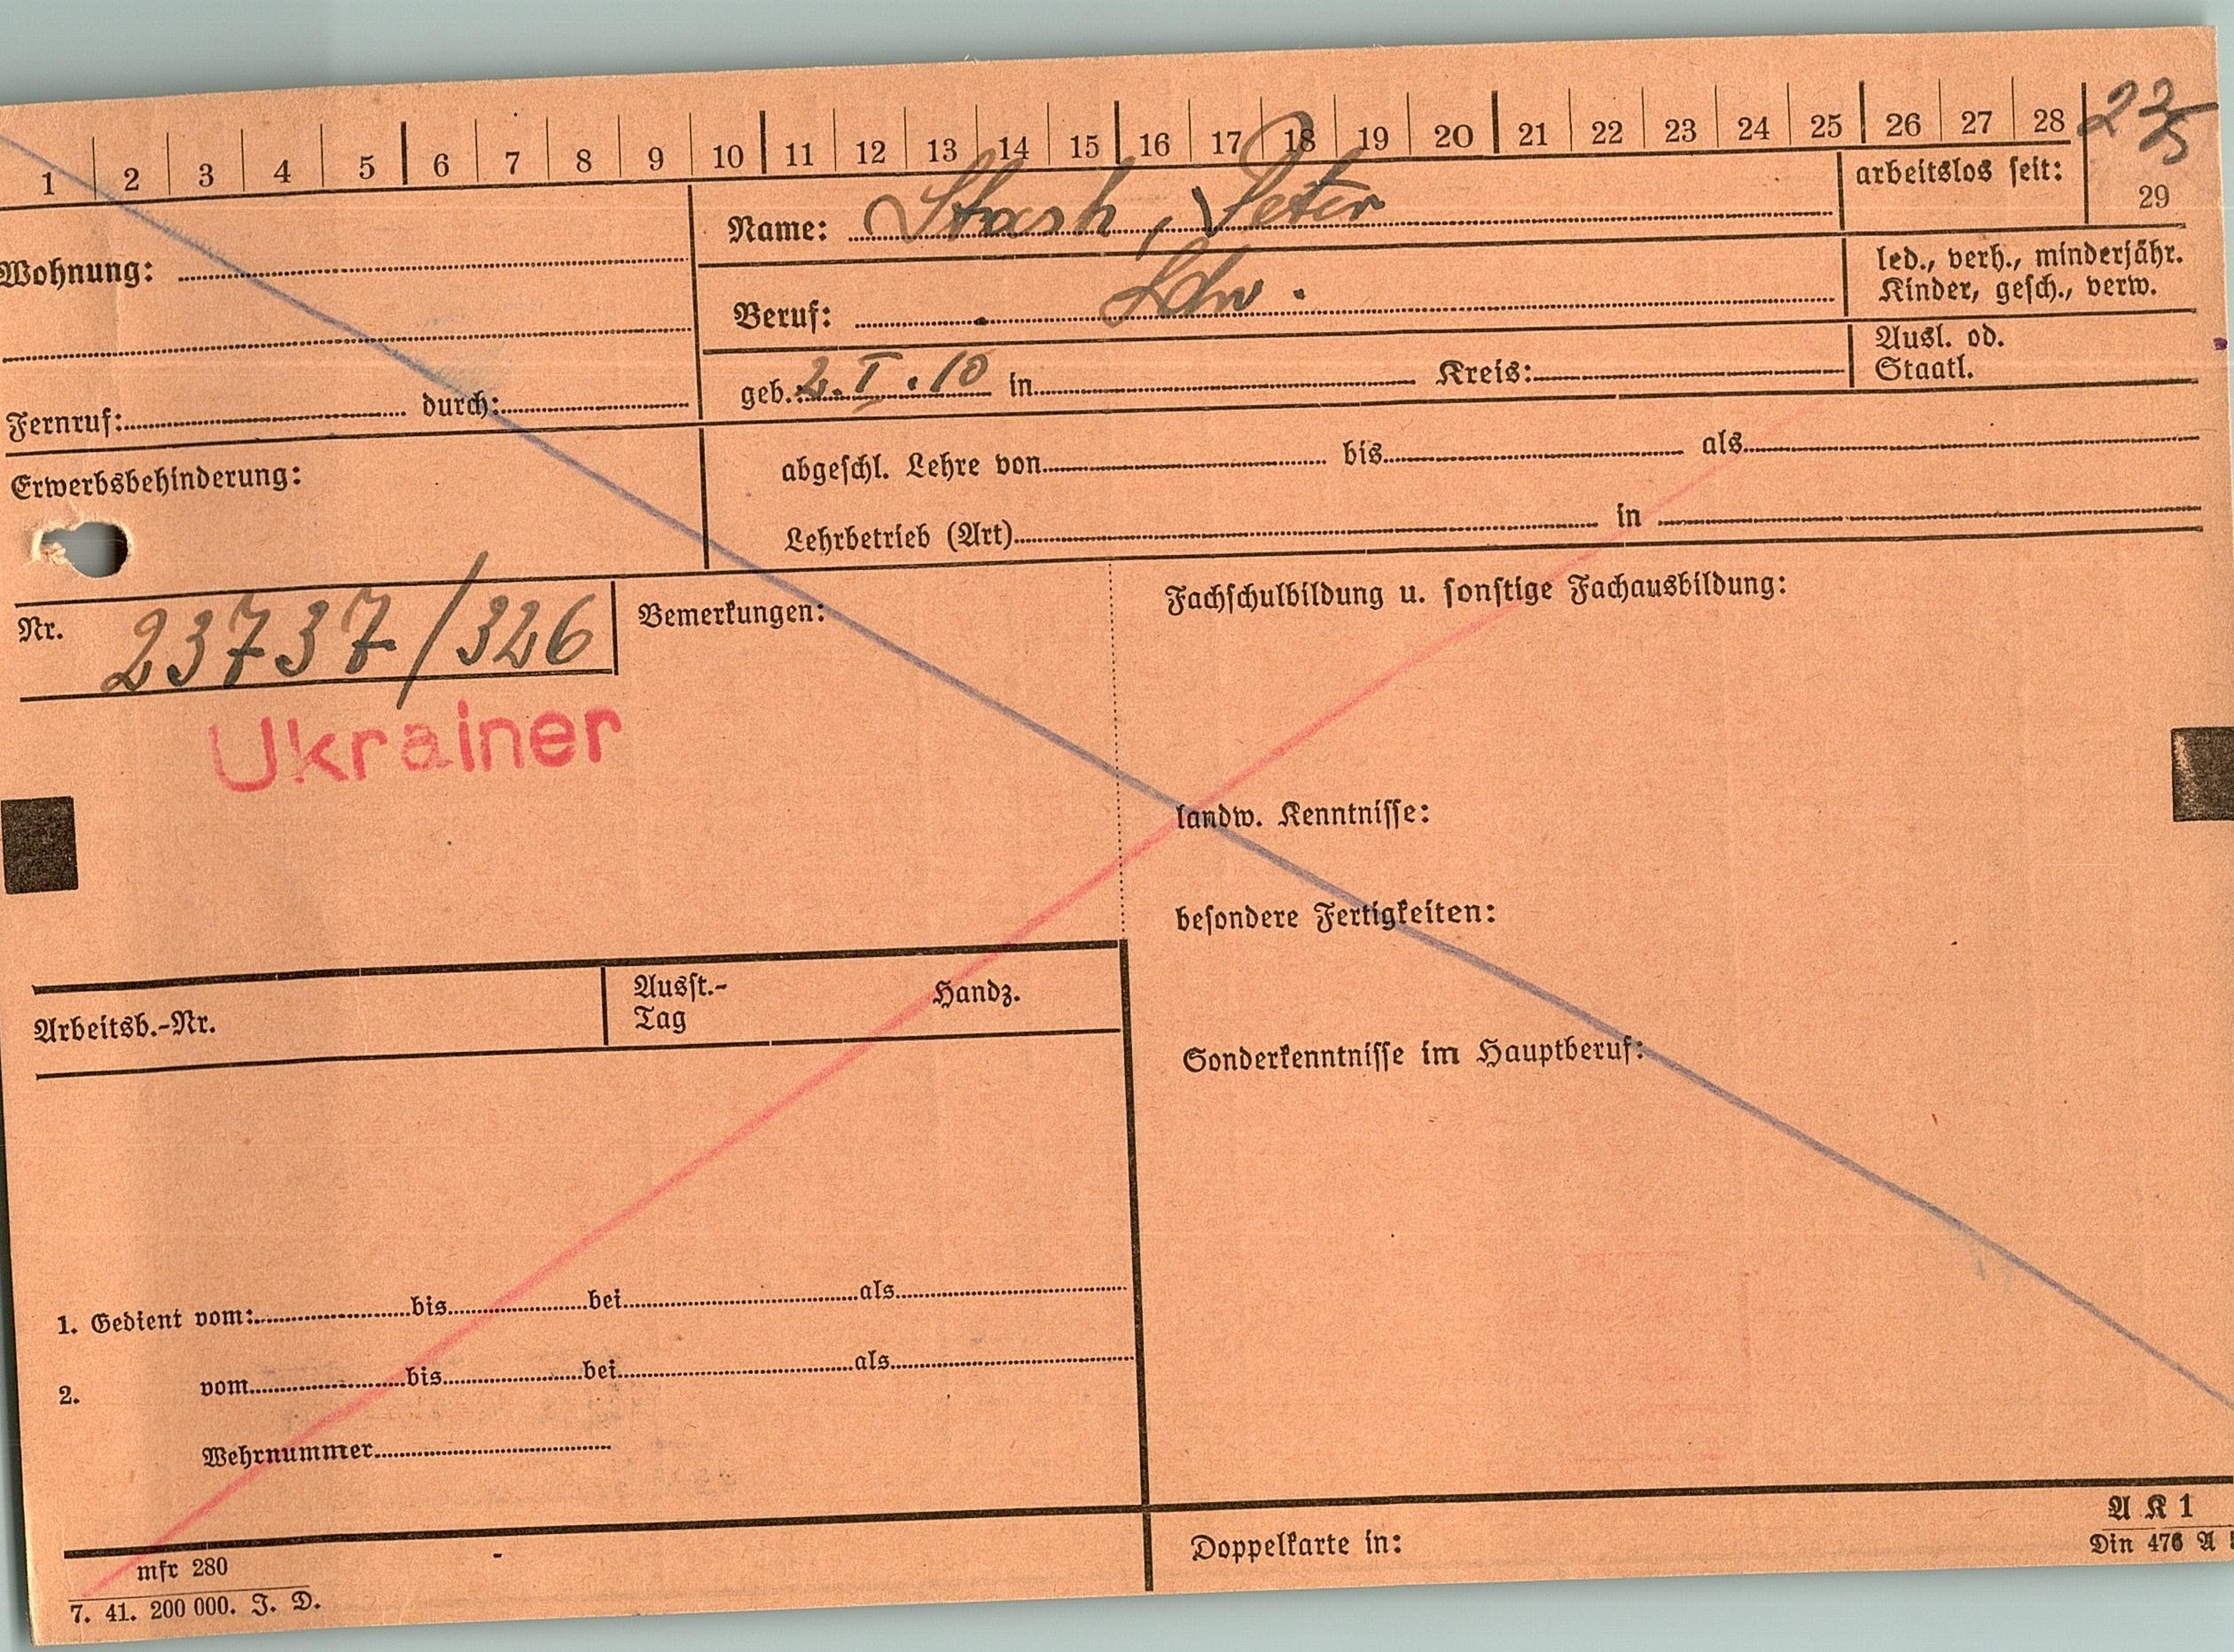 1 2 3 4 5 6 7 8 9 10 11 12 13 14 15 16 17 18 19 20 21 22 23 24 25 26 27 28
29
Name: Stash, Peter
arbeitslos seit:
Wohnung:
Beruf: Ldw.
led., verh., minderjähr.
Kinder, gesch., verw.
geb.: 2. I. 10 in Kreis:
Ausl. od.
Staatl.
Fernruf: durch:
Erwerbsbehinderung:
abgeschl. Lehre von bis als
Lehrbetrieb (Art) in
Nr. 23737/326
Bemerkungen:
Fachschulbildung u. sonstige Fachausbildung:
Ukrainer
landw. Kenntnisse:
besondere Fertigkeiten:
Arbeitsb.-Nr.
Ausst.-
Tag
Handz.
Sonderkenntnisse im Hauptberuf:
1. Gedient vom: bis bei als
2. vom bis bei als
Wehrnummer
Doppelkarte in:
A K 1
Din 476 A
mfr 280
7. 41. 200 000. J. D.